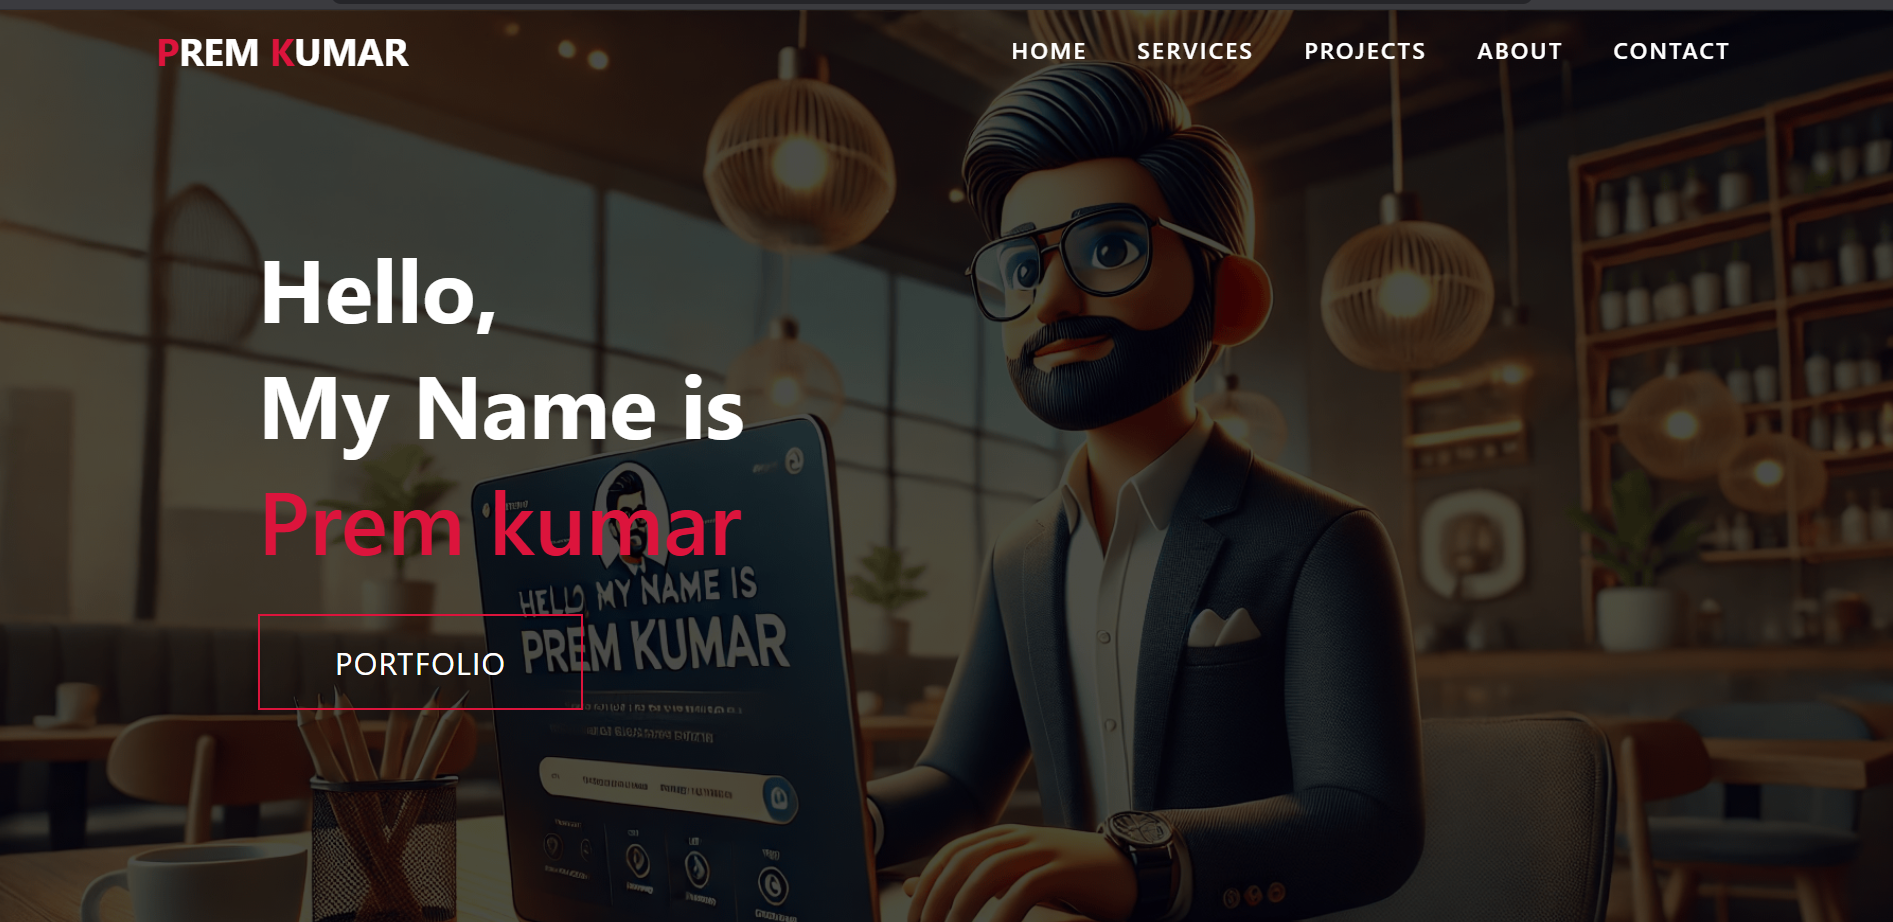 PREM KUMAR
HOME SERVICES PROJECTS ABOUT CONTACT
Hello,
My Name is
Prem kumar
HELLO, MY NAME IS
PREM KUMAR
PORTFOLIO